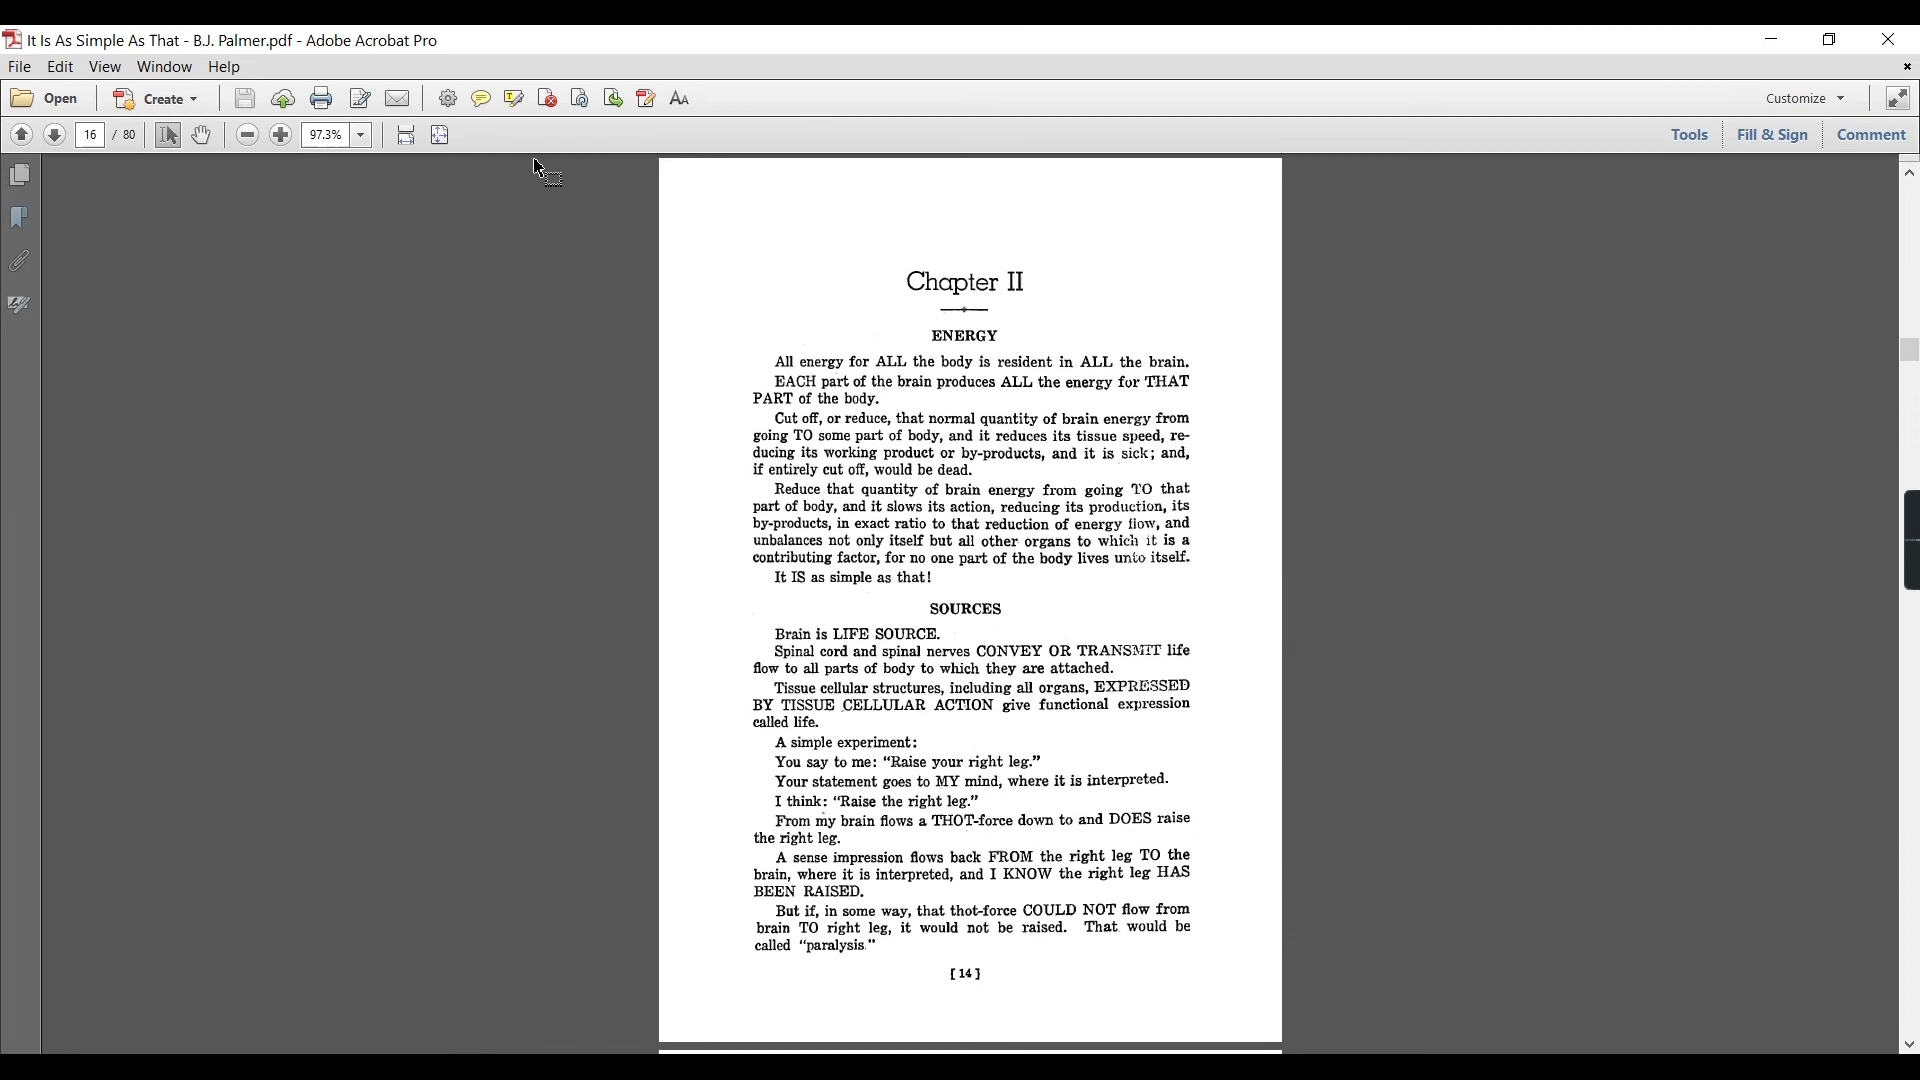 It Is As Simple As That - B.J. Palmer.pdf - Adobe Acrobat Pro
File Edit View Window Help
Open Create Customize
16 / 80 97.3% Tools Fill & Sign Comment
Chapter II
ENERGY
All energy for ALL the body is resident in ALL the brain.
EACH part of the brain produces ALL the energy for THAT
PART of the body.
Cut off, or reduce, that normal quantity of brain energy from
going TO some part of body, and it reduces its tissue speed, re-
ducing its working product or by-products, and it is sick; and,
if entirely cut off, would be dead.
Reduce that quantity of brain energy from going TO that
part of body, and it slows its action, reducing its production, its
by-products, in exact ratio to that reduction of energy flow, and
unbalances not only itself but all other organs to which it is a
contributing factor, for no one part of the body lives unto itself.
It IS as simple as that!
SOURCES
Brain is LIFE SOURCE.
Spinal cord and spinal nerves CONVEY OR TRANSMIT life
flow to all parts of body to which they are attached.
Tissue cellular structures, including all organs, EXPRESSED
BY TISSUE CELLULAR ACTION give functional expression
called life.
A simple experiment:
You say to me: “Raise your right leg.”
Your statement goes to MY mind, where it is interpreted.
I think: “Raise the right leg.”
From my brain flows a THOT-force down to and DOES raise
the right leg.
A sense impression flows back FROM the right leg TO the
brain, where it is interpreted, and I KNOW the right leg HAS
BEEN RAISED.
But if, in some way, that thot-force COULD NOT flow from
brain TO right leg, it would not be raised. That would be
called “paralysis.”
[ 14 ]